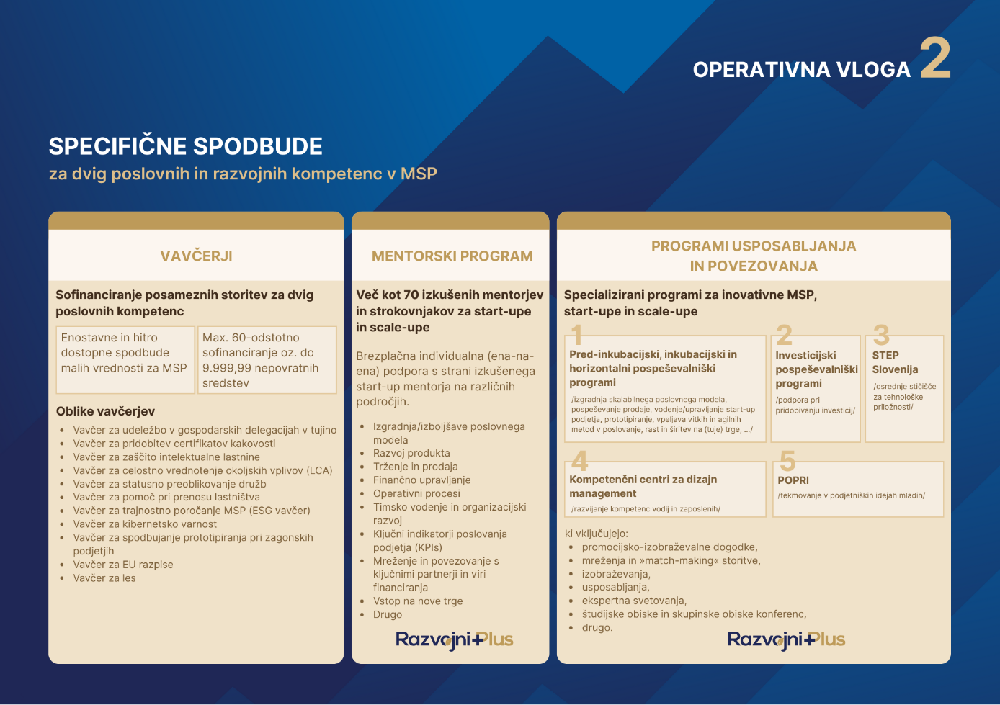 OPERATIVNA VLOGA 2
SPECIFIČNE SPODBUDE
za dvig poslovnih in razvojnih kompetenc v MSP
VAVČERJI
Sofinanciranje posameznih storitev za dvig
poslovnih kompetenc
Enostavne in hitro
dostopne spodbude
malih vrednosti za MSP
Max. 60-odstotno
sofinanciranje oz. do
9.999,99 nepovratnih
sredstev
Oblike vavčerjev
• Vavčer za udeležbo v gospodarskih delegacijah v tujino
• Vavčer za pridobitev certifikatov kakovosti
• Vavčer za zaščito intelektualne lastnine
• Vavčer za celostno vrednotenje okoljskih vplivov (LCA)
• Vavčer za statusno preoblikovanje družb
• Vavčer za pomoč pri prenosu lastništva
• Vavčer za trajnostno poročanje MSP (ESG vavčer)
• Vavčer za kibernetsko varnost
• Vavčer za spodbujanje prototipiranja pri zagonskih
podjetjih
• Vavčer za EU razpise
• Vavčer za les
MENTORSKI PROGRAM
Več kot 70 izkušenih mentorjev
in strokovnjakov za start-upe
in scale-upe
Brezplačna individualna (ena-na-
ena) podpora s strani izkušenega
start-up mentorja na različnih
področjih.
• Izgradnja/izboljšave poslovnega
modela
• Razvoj produkta
• Trženje in prodaja
• Finančno upravljanje
• Operativni procesi
• Timsko vodenje in organizacijski
razvoj
• Ključni indikatorji poslovanja
podjetja (KPIs)
• Mreženje in povezovanje s
ključnimi partnerji in viri
financiranja
• Vstop na nove trge
• Drugo
Razvojni+Plus
PROGRAMI USPOSABLJANJA
IN POVEZOVANJA
Specializirani programi za inovativne MSP,
start-upe in scale-upe
1
Pred-inkubacijski, inkubacijski in
horizontalni pospeševalniški
programi
/izgradnja skalabilnega poslovnega modela,
pospeševanje prodaje, vodenje/upravljanje start-up
podjetja, prototipiranje, vpeljava vitkih in agilnih
metod v poslovanje, rast in širitev na (tuje) trge, .../
2
Investicijski
pospeševalniški
programi
/podpora pri
pridobivanju investicij/
3
STEP
Slovenija
/osrednje stičišče
za tehnološke
priložnosti/
4
Kompetenčni centri za dizajn
management
/razvijanje kompetenc vodij in zaposlenih/
5
POPRI
/tekmovanje v podjetniških idejah mladih/
ki vključujejo:
• promocijsko-izobraževalne dogodke,
• mreženja in »match-making« storitve,
• izobraževanja,
• usposabljanja,
• ekspertna svetovanja,
• študijske obiske in skupinske obiske konferenc,
• drugo.
Razvojni+Plus